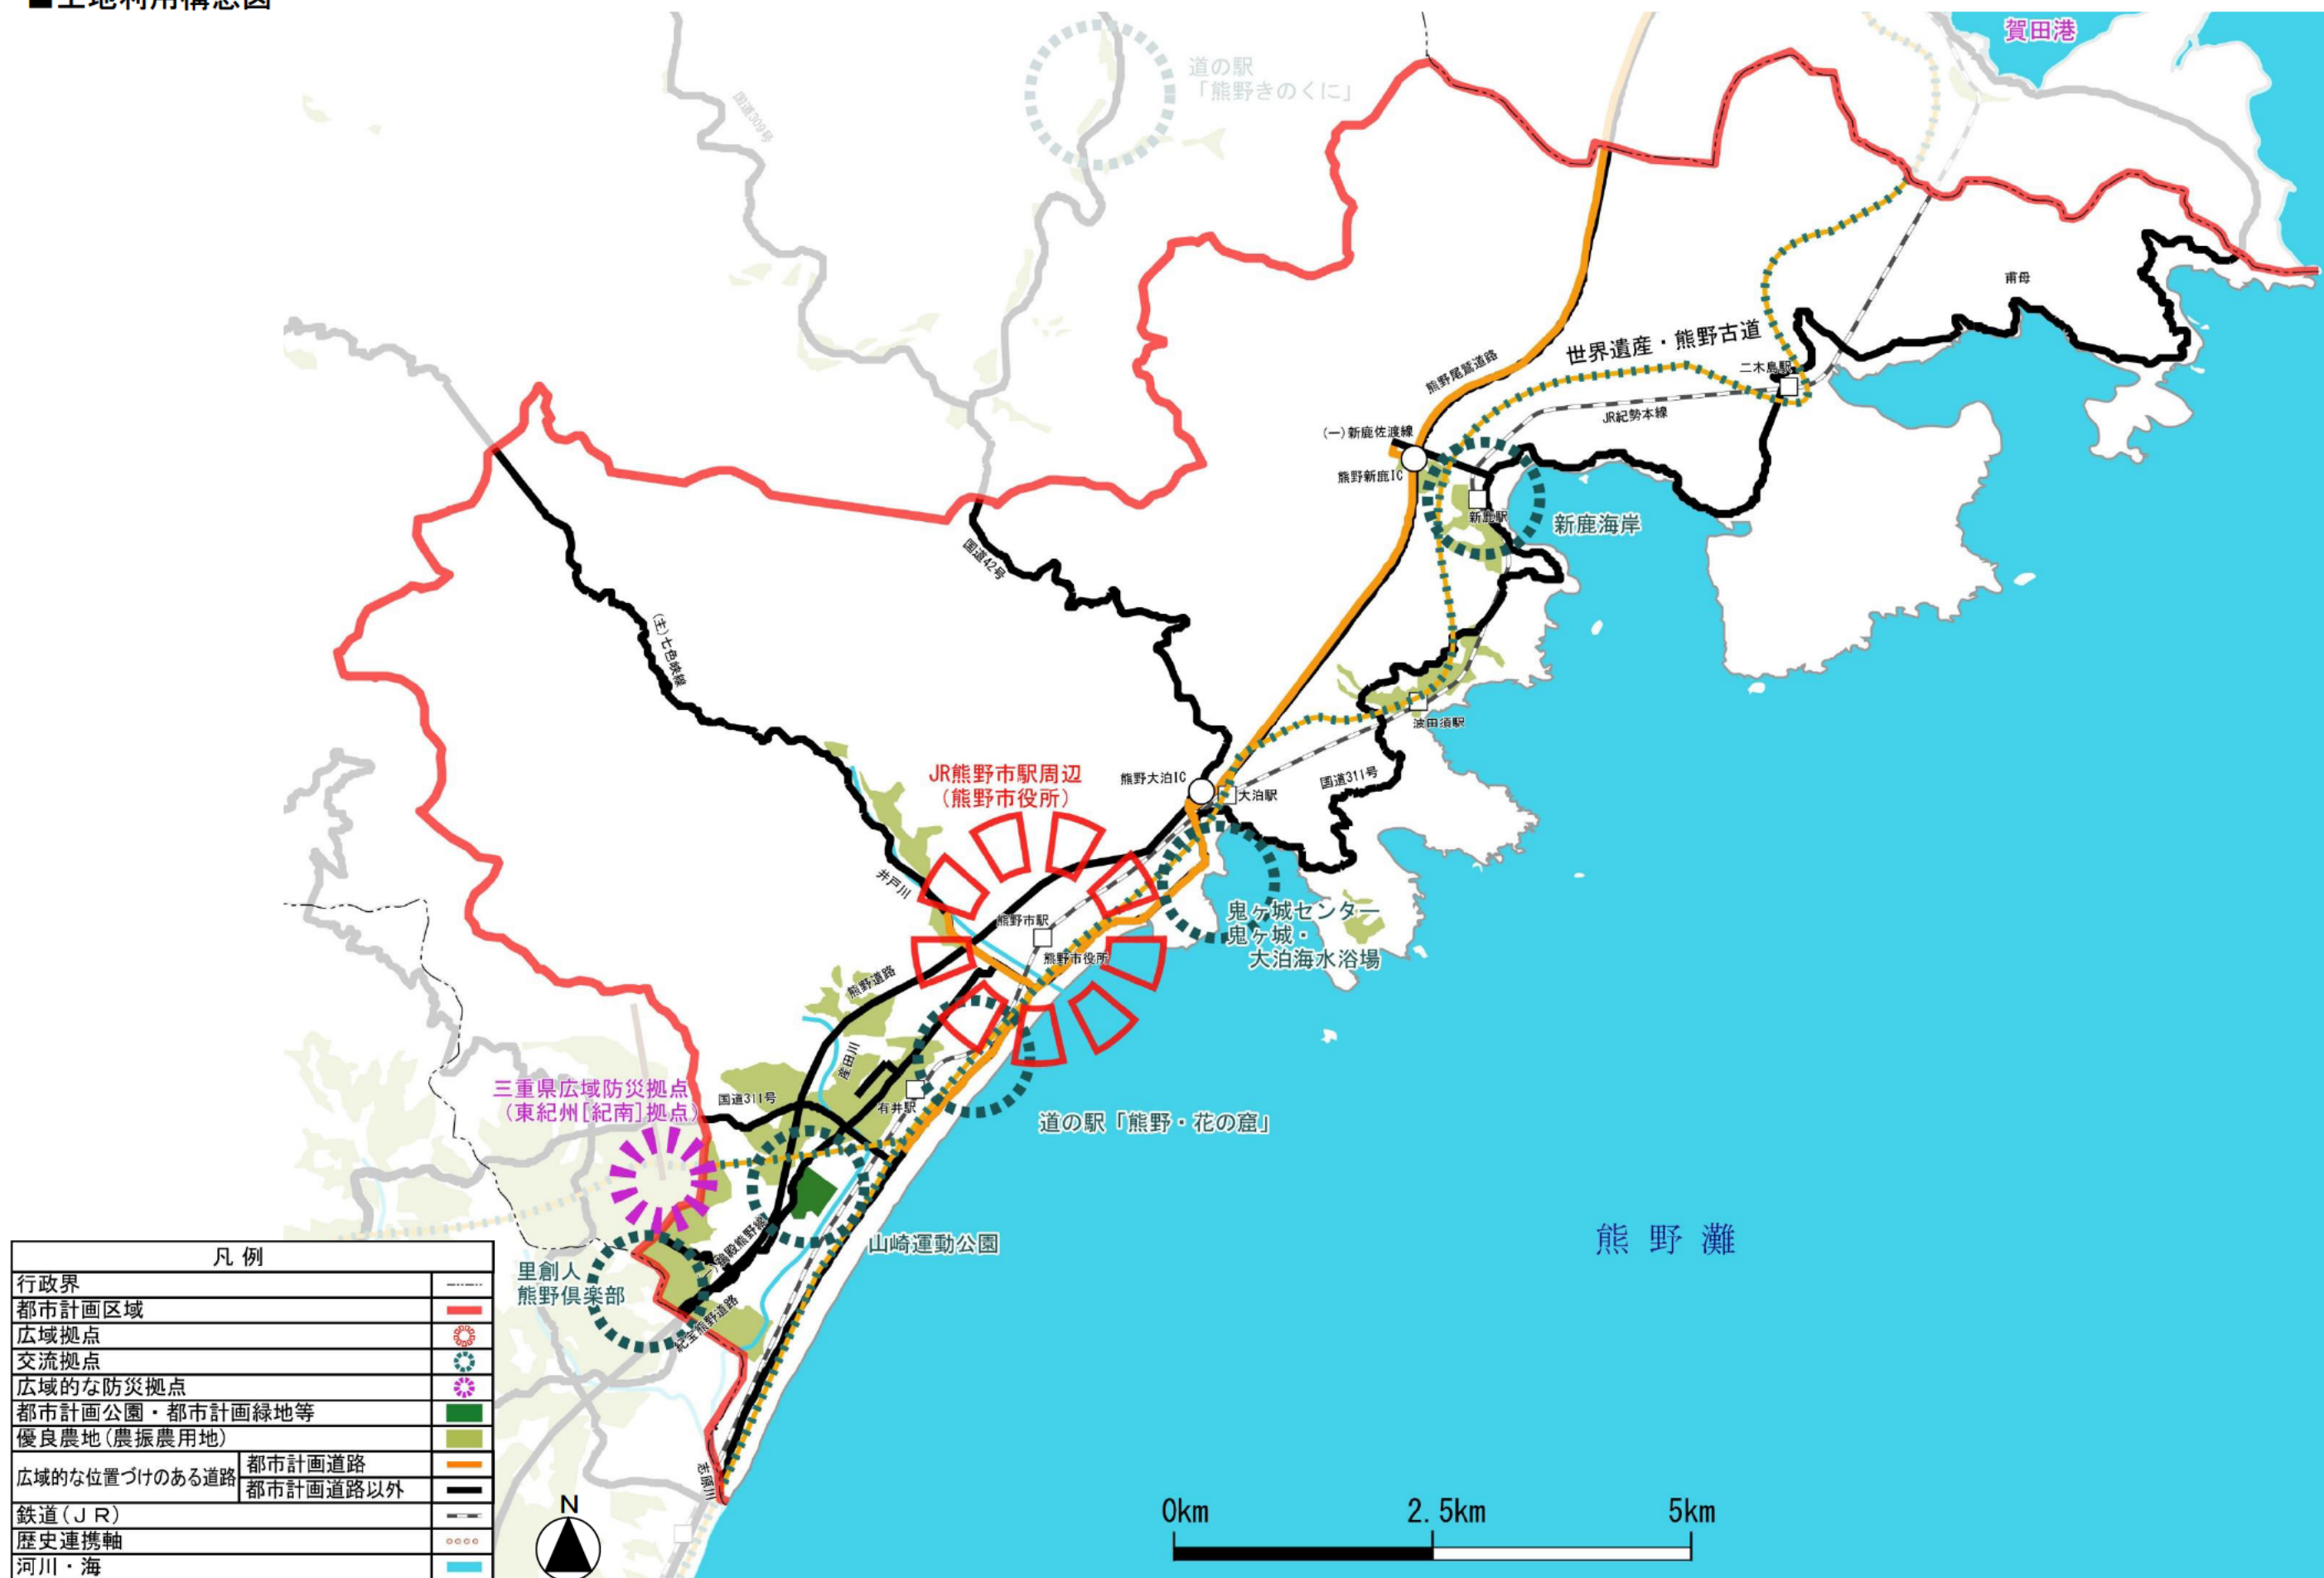 ■土地利用構想図
賀田港
道の駅
「熊野きのくに」
国道309号
甫母
世界遺産・熊野古道
熊野尾鷲道路
二木島駅
JR紀勢本線
(一)新鹿佐渡線
熊野新鹿IC
新鹿駅
新鹿海岸
国道42号
(主)七色峡線
波田須駅
JR熊野市駅周辺
(熊野市役所)
熊野大泊IC
大泊駅
国道311号
井戸川
熊野市駅
熊野市役所
鬼ヶ城センター
鬼ヶ城・
大泊海水浴場
熊野道路
産田川
三重県広域防災拠点
(東紀州[紀南]拠点)
国道311号
有井駅
道の駅「熊野・花の窟」
山崎運動公園
熊野灘
里創人
熊野倶楽部
紀宝熊野道路
志原川
凡例
行政界
都市計画区域
広域拠点
交流拠点
広域的な防災拠点
都市計画公園・都市計画緑地等
優良農地(農振農用地)
広域的な位置づけのある道路
都市計画道路
都市計画道路以外
鉄道(JR)
歴史連携軸
河川・海
N
0km 2.5km 5km